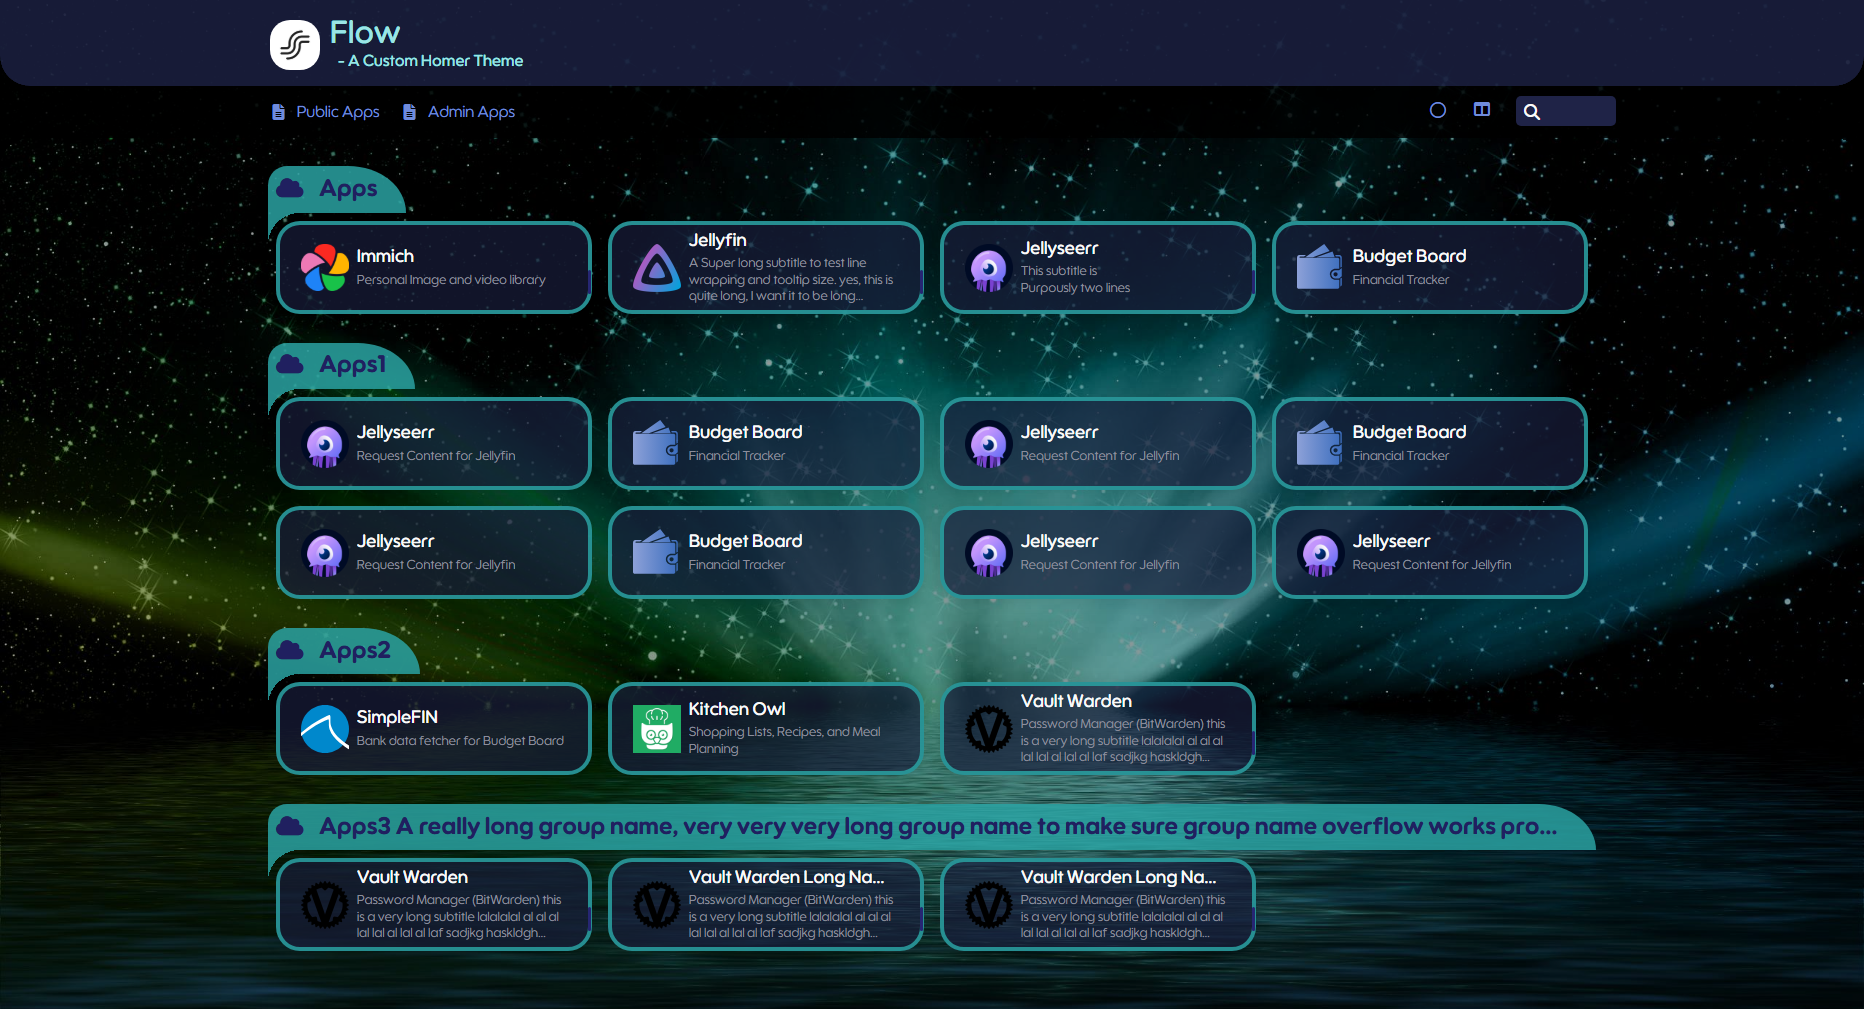 Flow
- A Custom Homer Theme
Public Apps
Admin Apps
Apps
Immich
Personal Image and video library
Jellyfin
A Super long subtitle to test line
wrapping and tooltip size. yes, this is
quite long, I want it to be long...
Jellyseerr
This subtitle is
Purpously two lines
Budget Board
Financial Tracker
Apps1
Jellyseerr
Request Content for Jellyfin
Budget Board
Financial Tracker
Jellyseerr
Request Content for Jellyfin
Budget Board
Financial Tracker
Jellyseerr
Request Content for Jellyfin
Budget Board
Financial Tracker
Jellyseerr
Request Content for Jellyfin
Jellyseerr
Request Content for Jellyfin
Apps2
SimpleFIN
Bank data fetcher for Budget Board
Kitchen Owl
Shopping Lists, Recipes, and Meal
Planning
Vault Warden
Password Manager (BitWarden) this
is a very long subtitle lalalalal al al al
lal lal al lal al laf sadjkg haskldgh...
Apps3 A really long group name, very very very long group name to make sure group name overflow works pro...
Vault Warden
Password Manager (BitWarden) this
is a very long subtitle lalalalal al al al
lal lal al lal al laf sadjkg haskldgh...
Vault Warden Long Na...
Password Manager (BitWarden) this
is a very long subtitle lalalalal al al al
lal lal al lal al laf sadjkg haskldgh...
Vault Warden Long Na...
Password Manager (BitWarden) this
is a very long subtitle lalalalal al al al
lal lal al lal al laf sadjkg haskldgh...